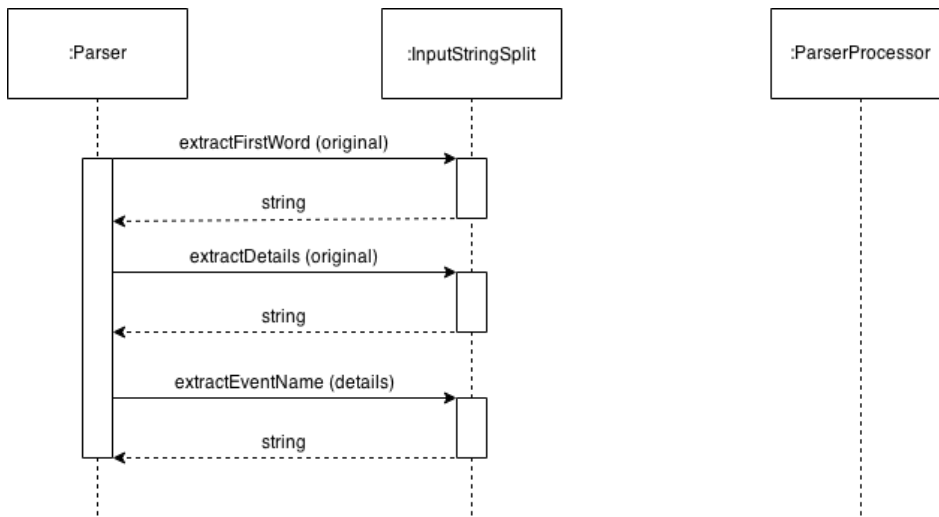 :Parser
:InputStringSplit
:ParserProcessor
extractFirstWord (original)
string
extractDetails (original)
string
extractEventName (details)
string